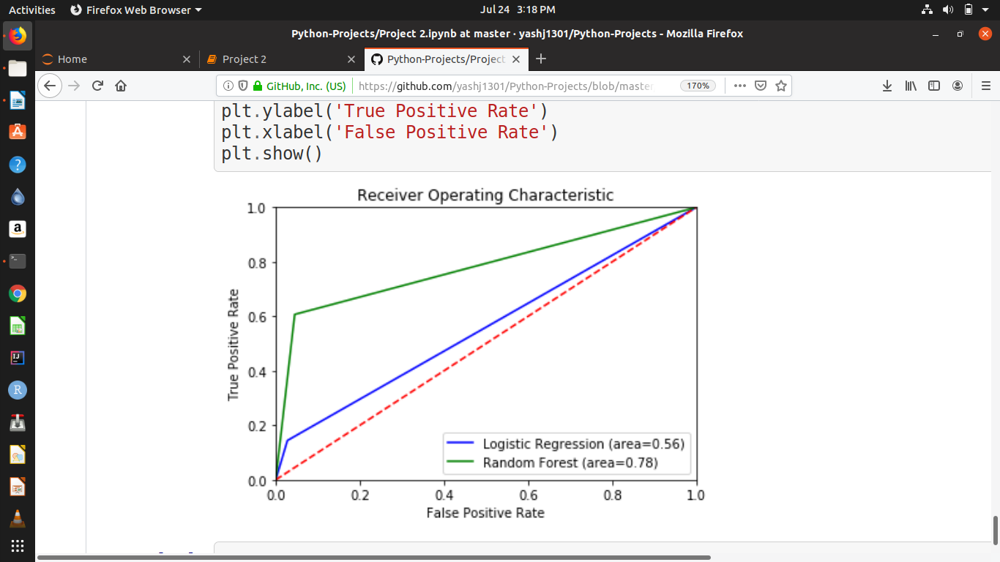 Activities Firefox Web Browser Jul 24 3:18 PM
Python-Projects/Project 2.ipynb at master · yashj1301/Python-Projects - Mozilla Firefox
Home Project 2 Python-Projects/Project
GitHub, Inc. (US) https://github.com/yashj1301/Python-Projects/blob/master 170%
plt.ylabel('True Positive Rate')
plt.xlabel('False Positive Rate')
plt.show()
Receiver Operating Characteristic
1.0
0.8
0.6
0.4
0.2
0.0
True Positive Rate
Logistic Regression (area=0.56)
Random Forest (area=0.78)
0.0 0.2 0.4 0.6 0.8 1.0
False Positive Rate